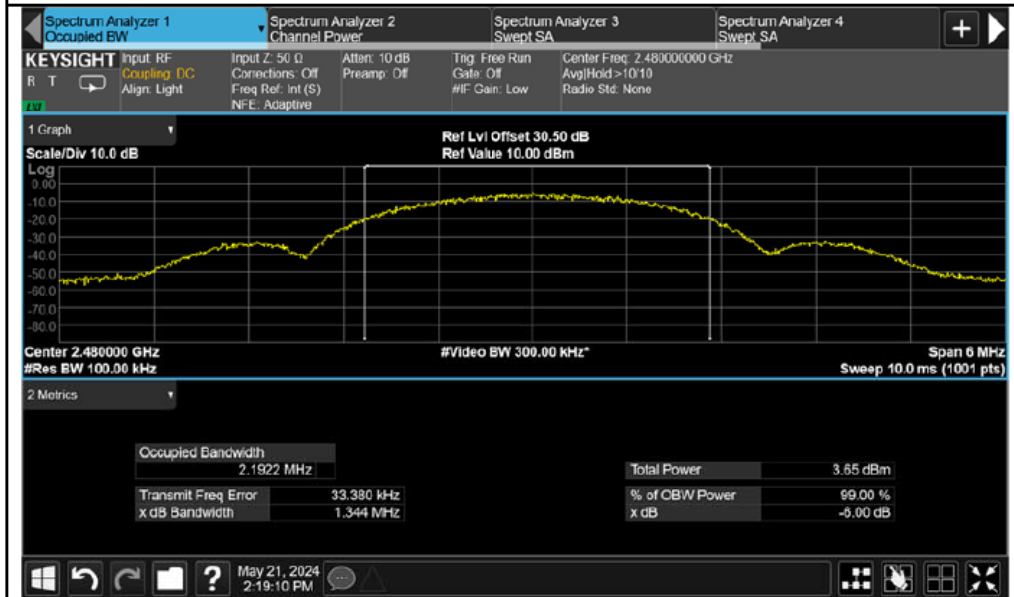 Spectrum Analyzer 1
Occupied BW
Spectrum Analyzer 2
Channel Power
Spectrum Analyzer 3
Swept SA
Spectrum Analyzer 4
Swept SA
+
KEYSIGHT
R T
EXT
Input: RF
Coupling: DC
Align: Light
Input Z: 50 Ω
Corrections: Off
Freq Ref: Int (S)
NFE: Adaptive
Atten: 10 dB
Preamp: Off
Trig: Free Run
Gate: Off
#IF Gain: Low
Center Freq: 2.480000000 GHz
Avg|Hold >10/10
Radio Std: None
1 Graph
Scale/Div 10.0 dB
Ref Lvl Offset 30.50 dB
Ref Value 10.00 dBm
Log
0.00
-10.0
-20.0
-30.0
-40.0
-50.0
-60.0
-70.0
-80.0
Center 2.480000 GHz
#Res BW 100.00 kHz
#Video BW 300.00 kHz*
Span 6 MHz
Sweep 10.0 ms (1001 pts)
2 Metrics
Occupied Bandwidth
2.1922 MHz
Transmit Freq Error 33.380 kHz
x dB Bandwidth 1.344 MHz
Total Power 3.65 dBm
% of OBW Power 99.00 %
x dB -6.00 dB
?
May 21, 2024
2:19:10 PM